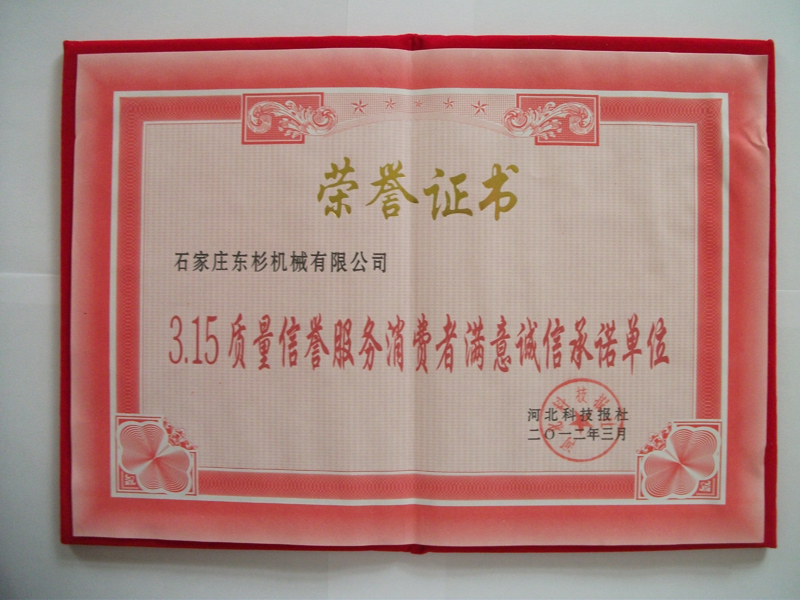 荣誉证书
石家庄东杉机械有限公司
3.15质量信誉服务消费者满意诚信承诺单位
河北科技报社
二〇一二年三月